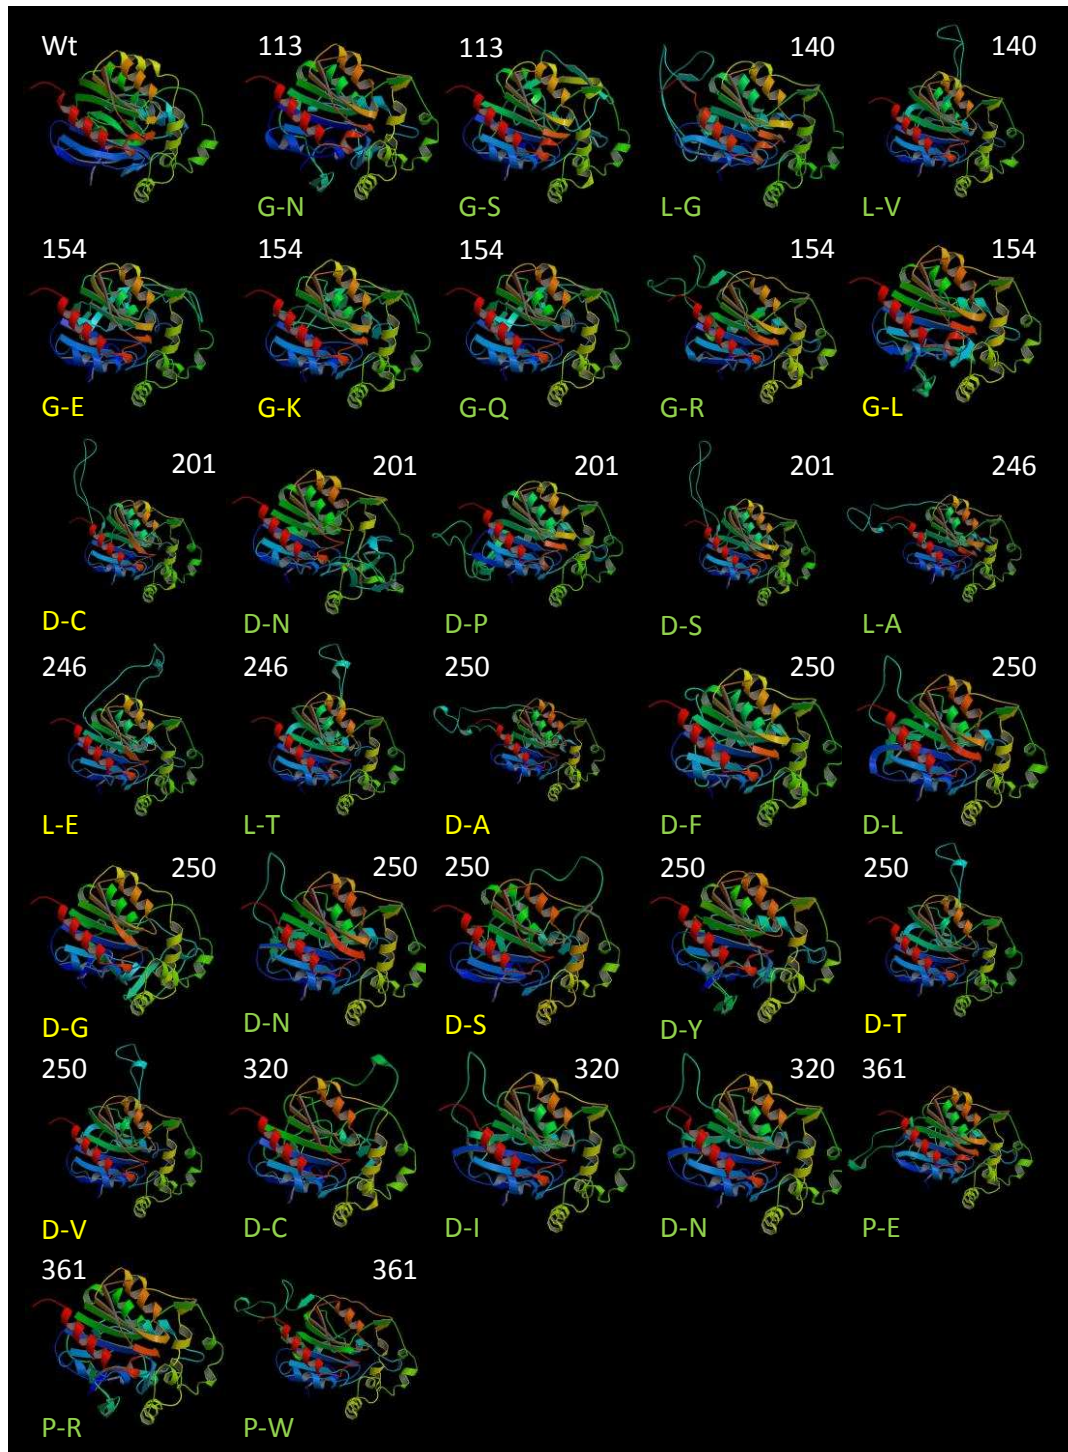 Wt 113 113 140 140
G-N G-S L-G L-V
154 154 154 154 154
G-E G-K G-Q G-R G-L
201 201 201 201 246
D-C D-N D-P D-S L-A
246 246 250 250 250
L-E L-T D-A D-F D-L
250 250 250 250 250
D-G D-N D-S D-Y D-T
250 320 320 320 361
D-V D-C D-I D-N P-E
361 361
P-R P-W